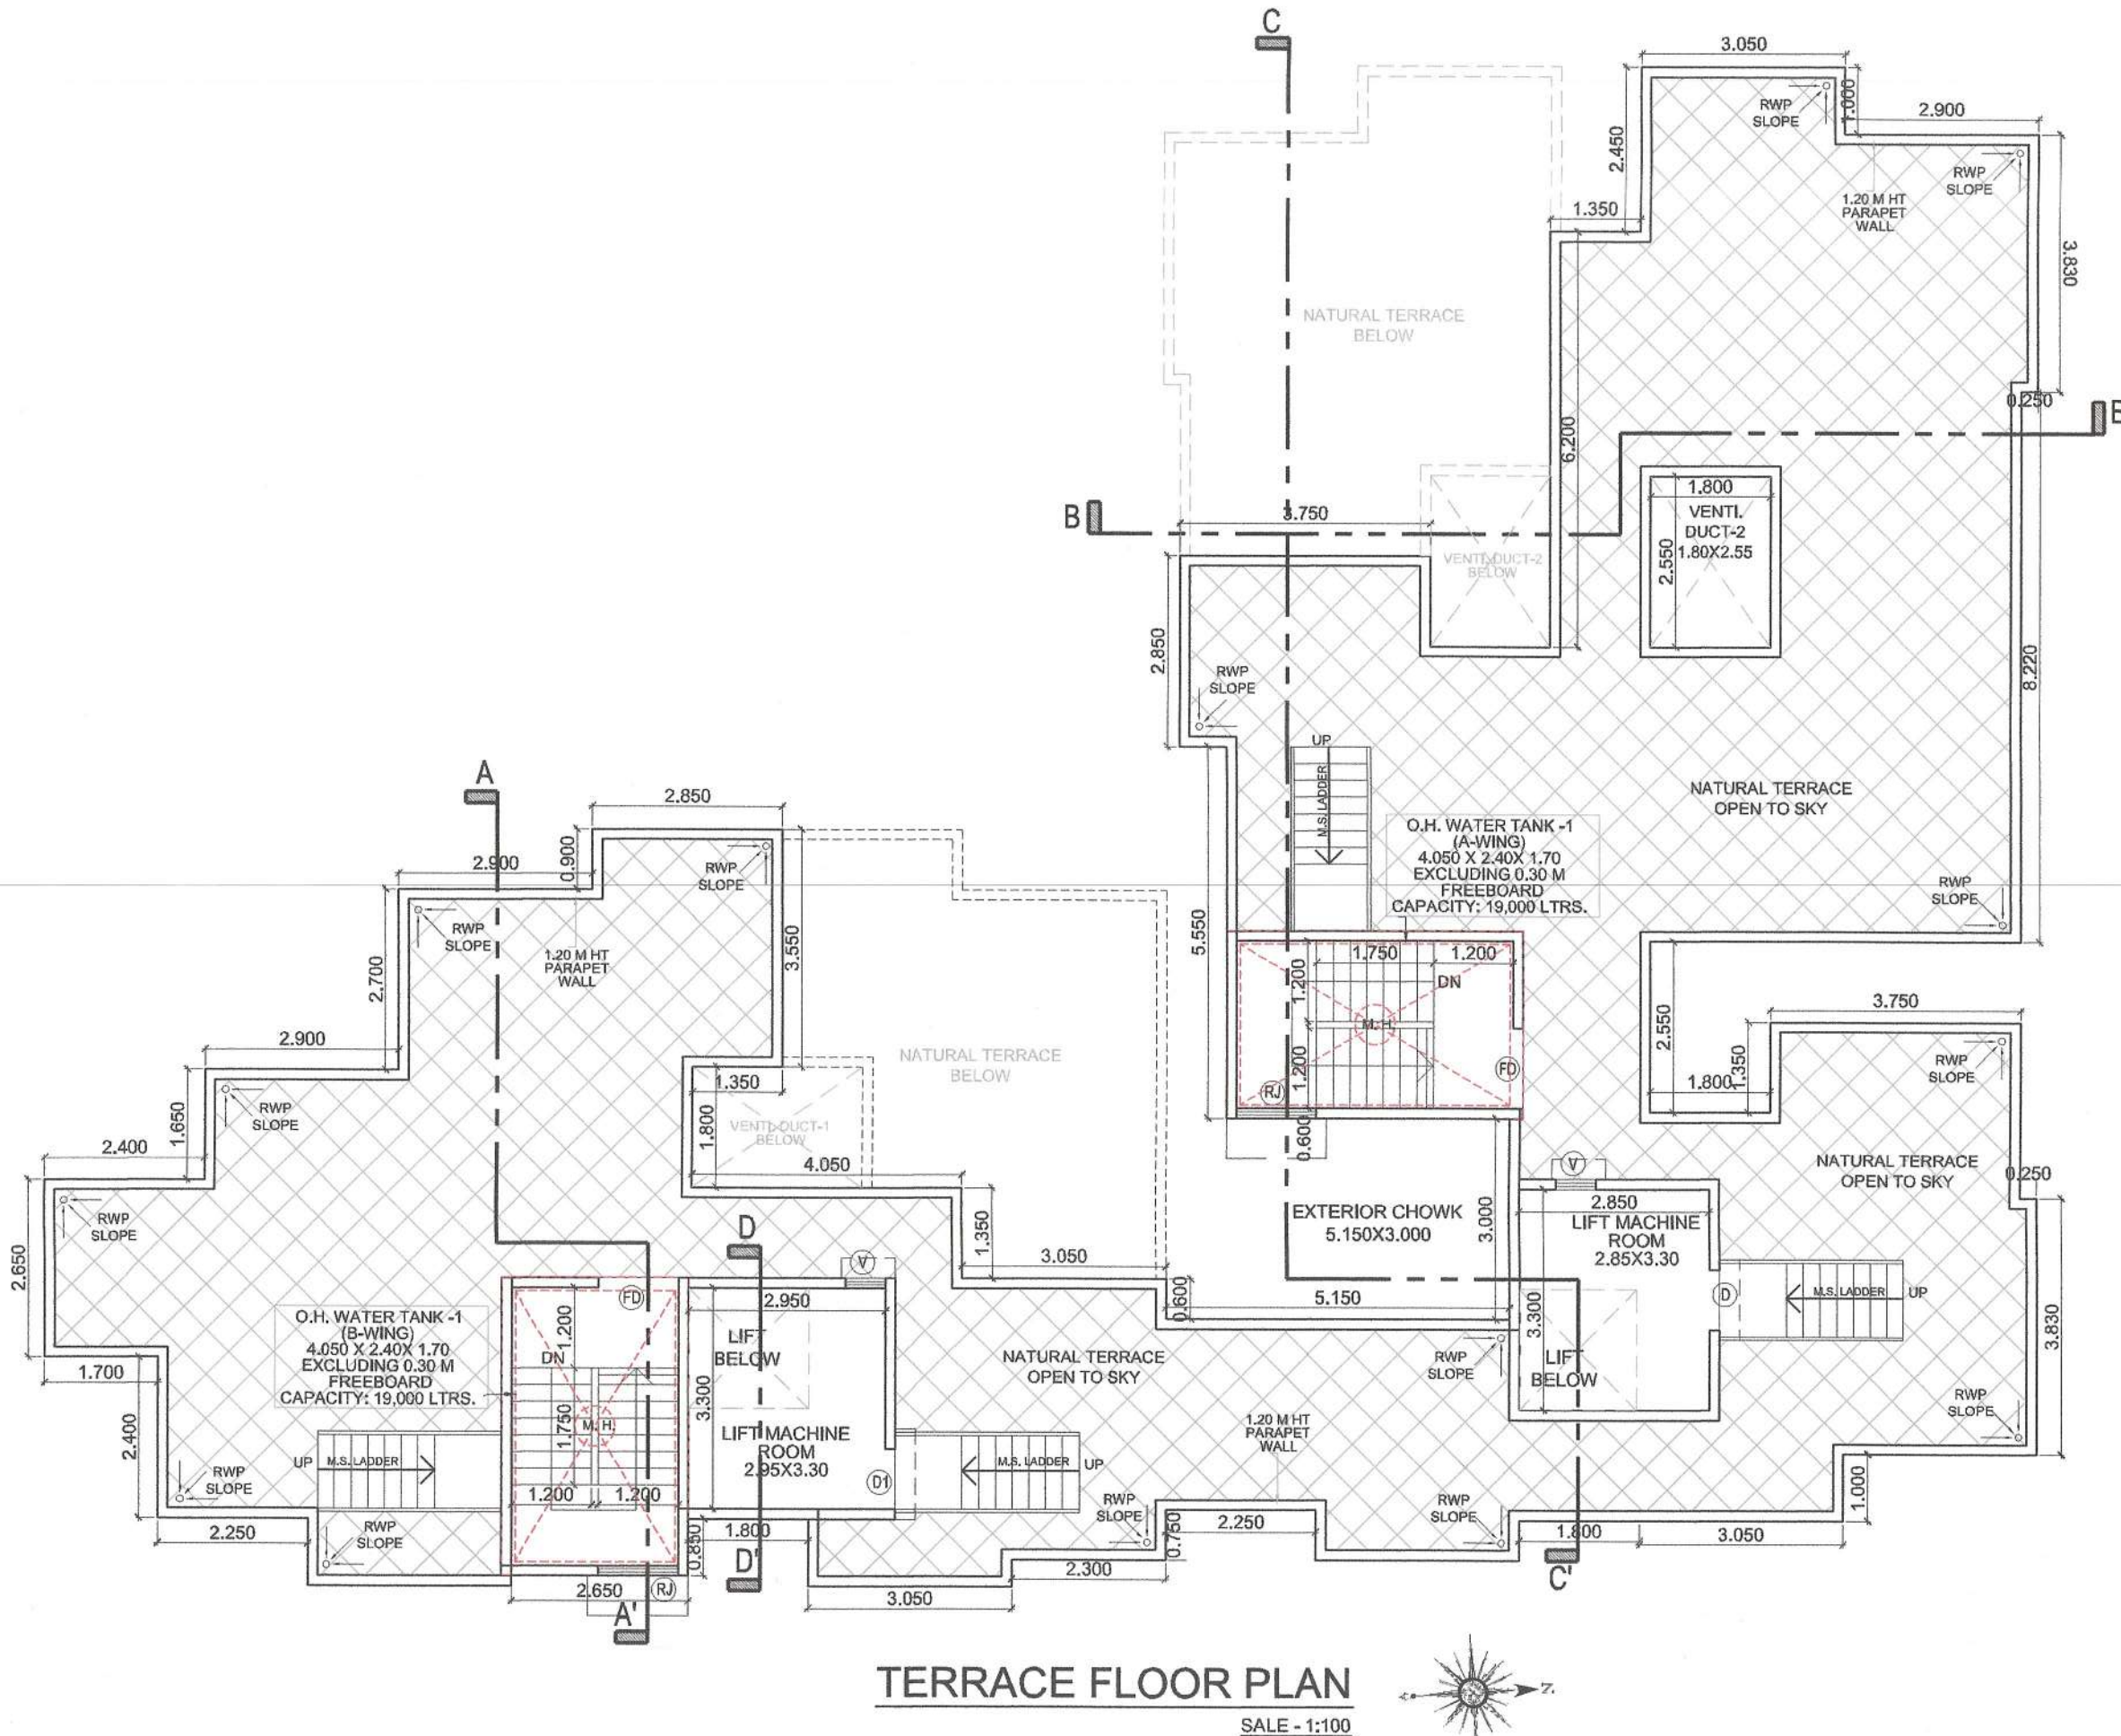 C
3.050
1.000
2.900
RWP
SLOPE
2.450
RWP
SLOPE
1.20 M HT
PARAPET
WALL
1.350
3.830
NATURAL TERRACE
BELOW
0.250
B
6.200
1.800
VENTI.
DUCT-2
1.80X2.55
2.550
B
3.750
VENTI.DUCT-2
BELOW
2.850
RWP
SLOPE
8.220
UP
M.S.LADDER
NATURAL TERRACE
OPEN TO SKY
A
2.850
0.900
2.900
RWP
SLOPE
O.H. WATER TANK -1
(A-WING)
4.050 X 2.40X 1.70
EXCLUDING 0.30 M
FREEBOARD
CAPACITY: 19,000 LTRS.
RWP
SLOPE
RWP
SLOPE
1.20 M HT
PARAPET
WALL
2.700
3.550
5.550
1.750
1.200
1.200
DN
M. H.
1.200
FD
RJ
0.600
2.550
3.750
1.350
1.800
RWP
SLOPE
2.900
NATURAL TERRACE
BELOW
1.350
1.650
RWP
SLOPE
1.800
VENTI.DUCT-1
BELOW
2.400
4.050
V
NATURAL TERRACE
OPEN TO SKY
0.250
RWP
SLOPE
2.650
D
1.350
3.050
EXTERIOR CHOWK
5.150X3.000
3.000
2.850
LIFT MACHINE
ROOM
2.85X3.30
V
0.600
5.150
3.300
D
M.S. LADDER
UP
3.830
O.H. WATER TANK -1
(B-WING)
4.050 X 2.40X 1.70
EXCLUDING 0.30 M
FREEBOARD
CAPACITY: 19,000 LTRS.
FD
1.200
DN
2.950
LIFT
BELOW
NATURAL TERRACE
OPEN TO SKY
RWP
SLOPE
LIFT
BELOW
RWP
SLOPE
1.700
2.400
1.750
M. H.
3.300
LIFT MACHINE
ROOM
2.95X3.30
1.20 M HT
PARAPET
WALL
UP
M.S. LADDER
RWP
SLOPE
1.200
1.200
D1
M.S. LADDER
UP
RWP
SLOPE
RWP
SLOPE
1.000
2.250
RWP
SLOPE
0.850
1.800
0.750
2.250
1.800
3.050
2.650
RJ
D'
3.050
2.300
C'
A'
TERRACE FLOOR PLAN
SALE - 1:100